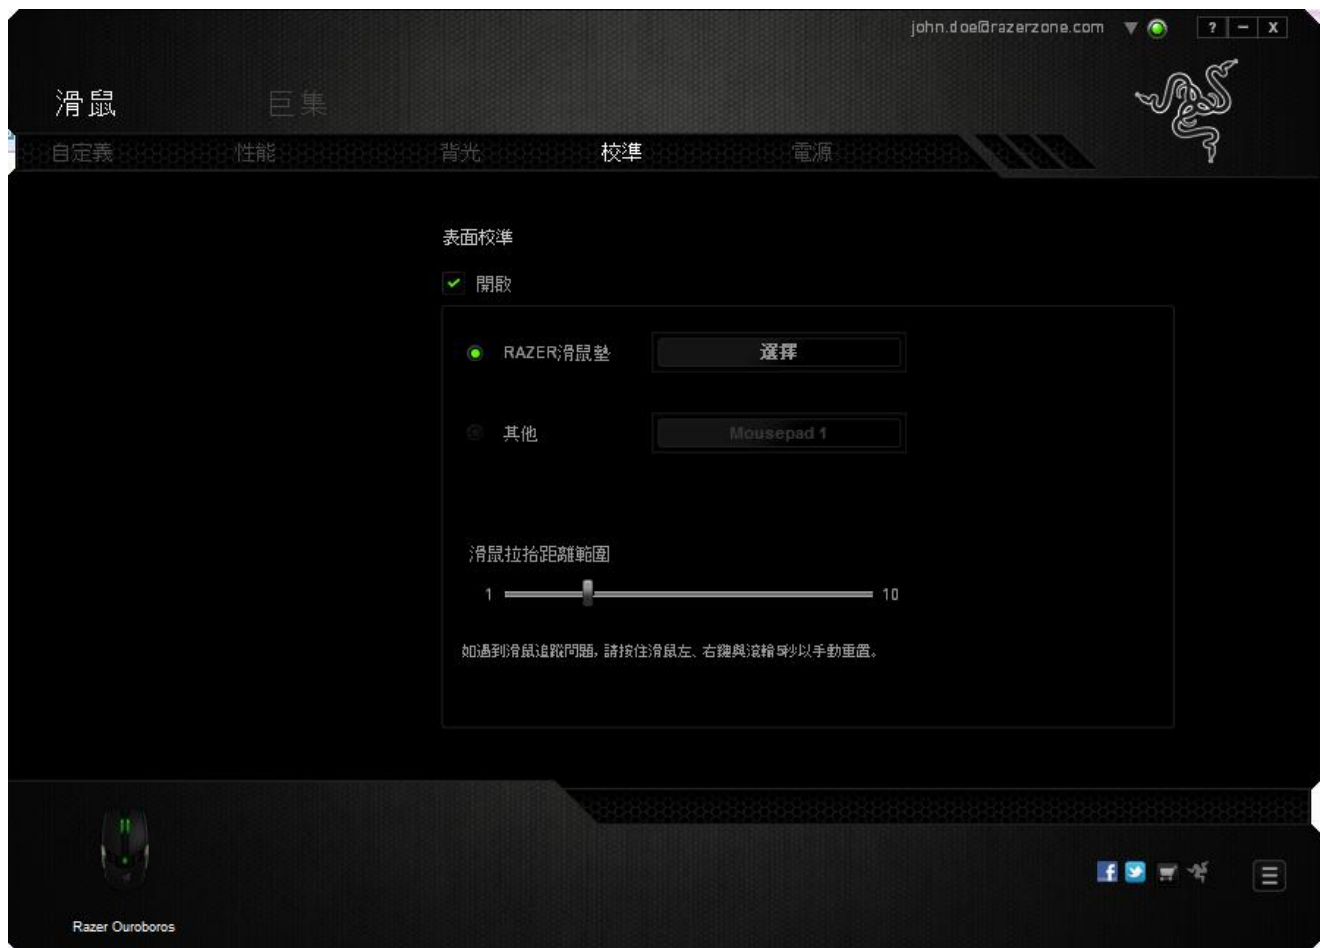 john.doe@razerzone.com
? – X
滑鼠 巨集
自定義 性能 背光 校準 電源
表面校準
開啟
RAZER滑鼠墊 選擇
其他 Mousepad 1
滑鼠拉抬距離範圍
1 10
如遇到滑鼠追蹤問題，請按住滑鼠左、右鍵與滾輪5秒以手動重置。
Razer Ouroboros